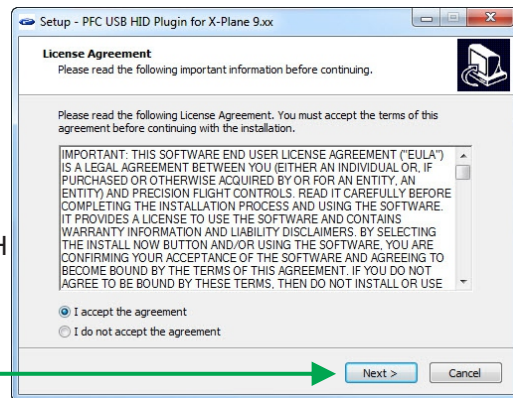 Setup - PFC USB HID Plugin for X-Plane 9.xx
License Agreement
Please read the following important information before continuing.
Please read the following License Agreement. You must accept the terms of this
agreement before continuing with the installation.
IMPORTANT: THIS SOFTWARE END USER LICENSE AGREEMENT ("EULA")
IS A LEGAL AGREEMENT BETWEEN YOU (EITHER AN INDIVIDUAL OR, IF
PURCHASED OR OTHERWISE ACQUIRED BY OR FOR AN ENTITY, AN
ENTITY) AND PRECISION FLIGHT CONTROLS. READ IT CAREFULLY BEFORE
COMPLETING THE INSTALLATION PROCESS AND USING THE SOFTWARE.
IT PROVIDES A LICENSE TO USE THE SOFTWARE AND CONTAINS
WARRANTY INFORMATION AND LIABILITY DISCLAIMERS. BY SELECTING
THE INSTALL NOW BUTTON AND/OR USING THE SOFTWARE, YOU ARE
CONFIRMING YOUR ACCEPTANCE OF THE SOFTWARE AND AGREEING TO
BECOME BOUND BY THE TERMS OF THIS AGREEMENT. IF YOU DO NOT
AGREE TO BE BOUND BY THESE TERMS, THEN DO NOT INSTALL OR USE
H
I accept the agreement
I do not accept the agreement
Next >
Cancel